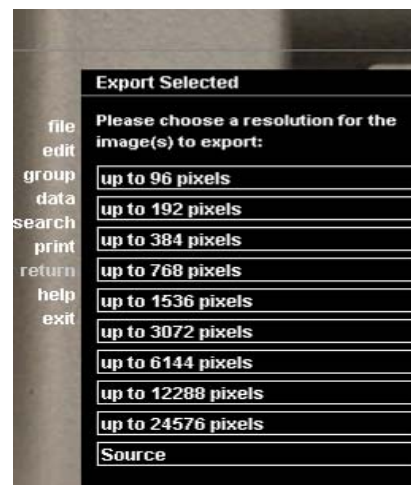 Export Selected
Please choose a resolution for the
image(s) to export:
file
edit
group
data
search
print
return
help
exit
up to 96 pixels
up to 192 pixels
up to 384 pixels
up to 768 pixels
up to 1536 pixels
up to 3072 pixels
up to 6144 pixels
up to 12288 pixels
up to 24576 pixels
Source